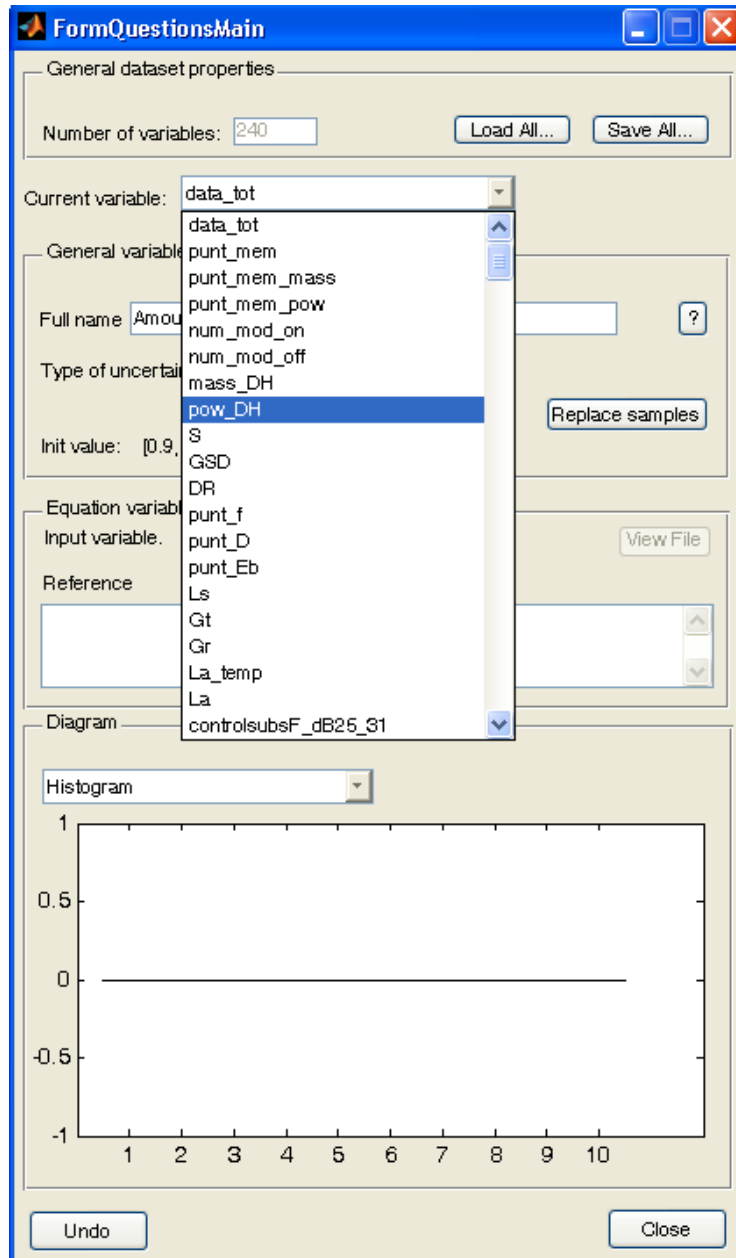 FormQuestionsMain
General dataset properties
Number of variables: 240 Load All... Save All...
Current variable: data_tot
data_tot
General variable
punt_mem
punt_mem_mass
punt_mem_pow
Full name Amou ?
num_mod_on
num_mod_off
Type of uncertai
mass_DH
pow_DH
Replace samples
S
Init value: [0.9,
GSD
DR
Equation variabl
punt_f
Input variable. punt_D View File
punt_Eb
Reference
Ls
Gt
Gr
La_temp
La
Diagram
controlsubsF_dB25_31
Histogram
1
0.5
0
-0.5
-1
1 2 3 4 5 6 7 8 9 10
Undo Close